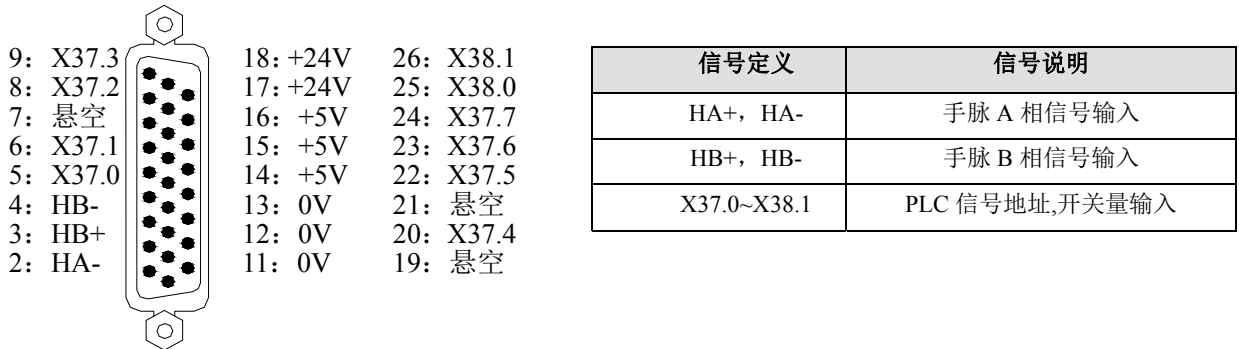 9：X37.3
8：X37.2
7：悬空
6：X37.1
5：X37.0
4：HB-
3：HB+
2：HA-
18：+24V
17：+24V
16：+5V
15：+5V
14：+5V
13：0V
12：0V
11：0V
26：X38.1
25：X38.0
24：X37.7
23：X37.6
22：X37.5
21：悬空
20：X37.4
19：悬空
信号定义 信号说明
HA+，HA- 手脉 A 相信号输入
HB+，HB- 手脉 B 相信号输入
X37.0~X38.1 PLC 信号地址,开关量输入